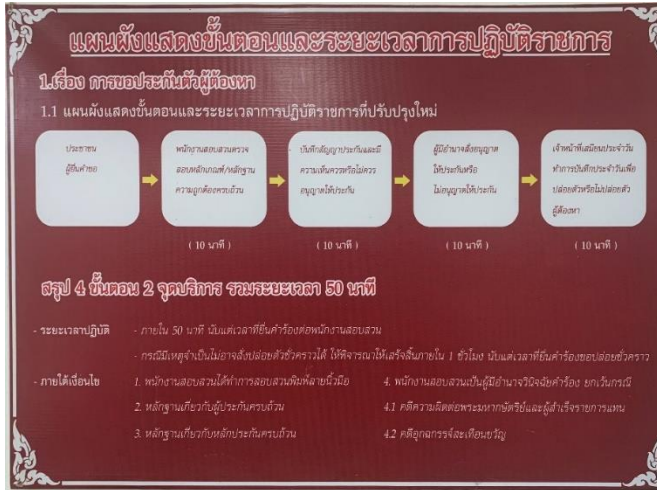 แผนผังแสดงขั้นตอนและระยะเวลาการปฏิบัติราชการ
1.เรื่อง การขอประกันตัวผู้ต้องหา
1.1 แผนผังแสดงขั้นตอนและระยะเวลาการปฏิบัติราชการที่ปรับปรุงใหม่
ประชาชน
ผู้ยื่นคำขอ
พนักงานสอบสวนตรวจ
สอบหลักเกณฑ์/หลักฐาน
ความถูกต้องครบถ้วน
( 10 นาที )
บันทึกสัญญาประกันและมี
ความเห็นควรหรือไม่ควร
อนุญาตให้ประกัน
( 10 นาที )
ผู้มีอำนาจสั่งอนุญาต
ให้ประกันหรือ
ไม่อนุญาตให้ประกัน
( 10 นาที )
เจ้าหน้าที่เสมียนประจำวัน
ทำการบันทึกประจำวันเพื่อ
ปล่อยตัวหรือไม่ปล่อยตัว
ผู้ต้องหา
( 10 นาที )
สรุป 4 ขั้นตอน 2 จุดบริการ รวมระยะเวลา 50 นาที
- ระยะเวลาปฏิบัติ - ภายใน 50 นาที นับแต่เวลาที่ยื่นคำร้องต่อพนักงานสอบสวน
- กรณีมีเหตุจำเป็นไม่อาจสั่งปล่อยตัวชั่วคราวได้ ให้พิจารณาให้เสร็จสิ้นภายใน 1 ชั่วโมง นับแต่เวลาที่ยื่นคำร้องขอปล่อยชั่วคราว
- ภายใต้เงื่อนไข 1. พนักงานสอบสวนได้ทำการสอบสวนพิมพ์ลายนิ้วมือ
2. หลักฐานเกี่ยวกับผู้ประกันครบถ้วน
3. หลักฐานเกี่ยวกับหลักประกันครบถ้วน
4. พนักงานสอบสวนเป็นผู้มีอำนาจวินิจฉัยคำร้อง ยกเว้นกรณี
4.1 คดีความผิดต่อพระมหากษัตริย์และผู้สำเร็จราชการแทน
4.2 คดีอุกฉกรรจ์สะเทือนขวัญ